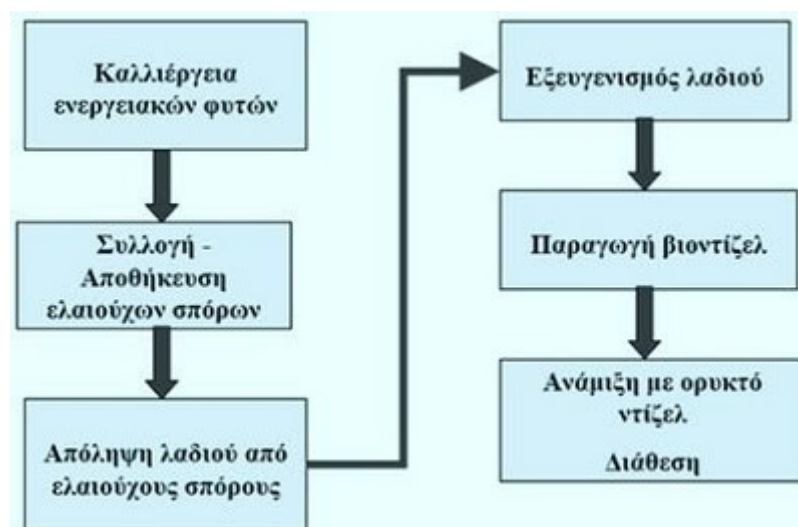 Καλλιέργεια
ενεργειακών φυτών
Συλλογή -
Αποθήκευση
ελαιούχων σπόρων
Απόληψη λαδιού από
ελαιούχους σπόρους
Εξευγενισμός λαδιού
Παραγωγή βιοντίζελ
Ανάμιξη με ορυκτό
ντίζελ
Διάθεση